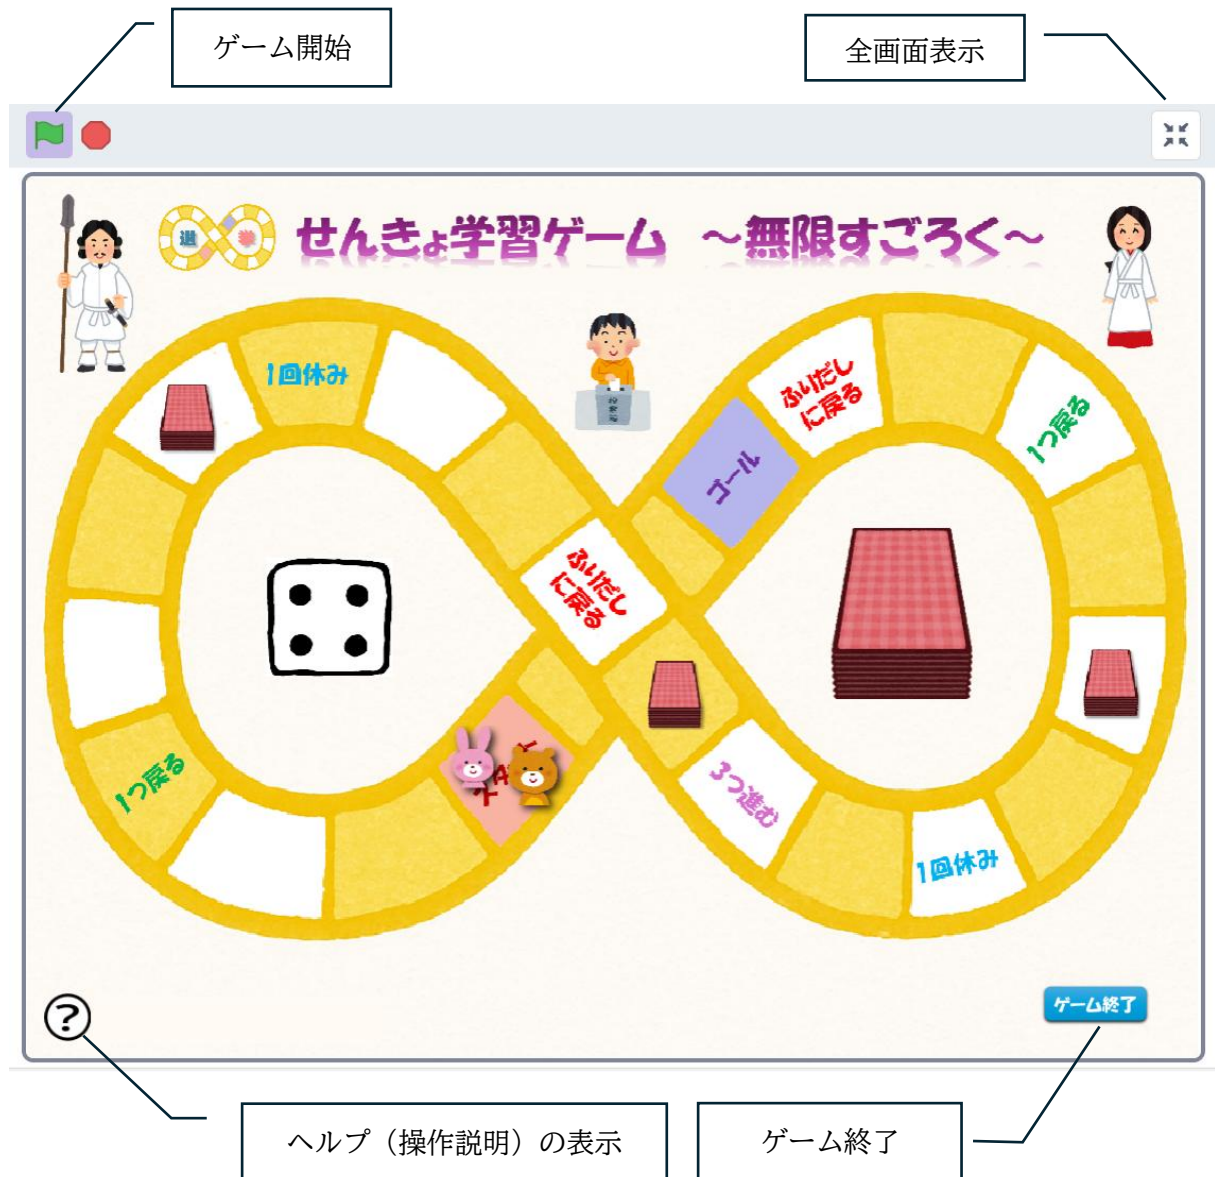 ゲーム開始
全画面表示
選
挙
せんきょ学習ゲーム ～無限すごろく～
1回休み
ふりだし
に戻る
1つ戻る
ゴール
ふりだし
に戻る
1つ戻る
3つ進む
1回休み
ゲーム終了
?
ヘルプ（操作説明）の表示
ゲーム終了